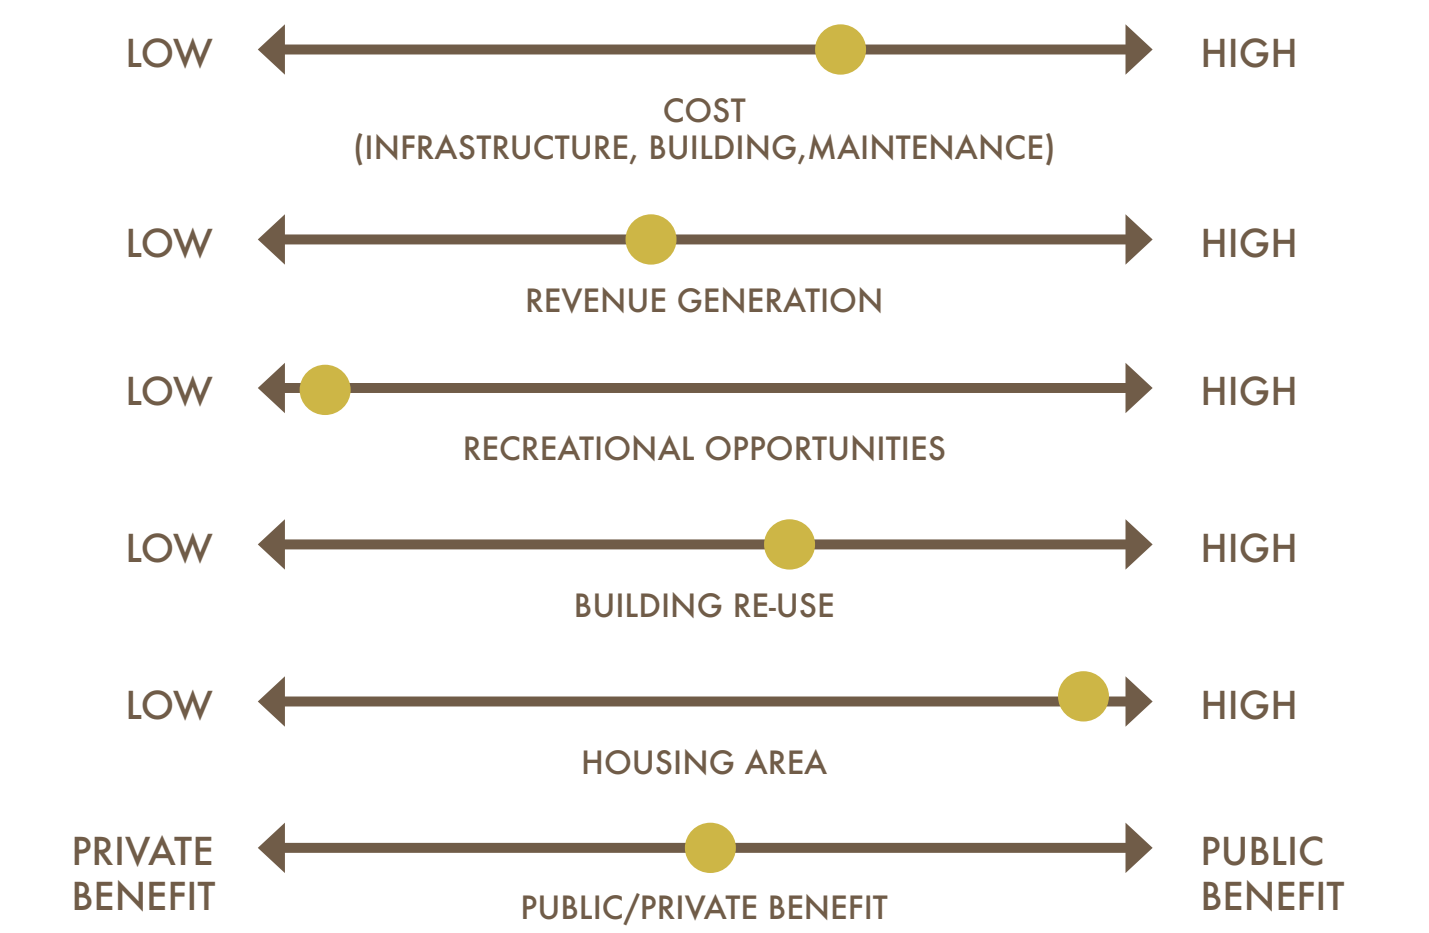 LOW HIGH
COST
(INFRASTRUCTURE, BUILDING,MAINTENANCE)
LOW HIGH
REVENUE GENERATION
LOW HIGH
RECREATIONAL OPPORTUNITIES
LOW HIGH
BUILDING RE-USE
LOW HIGH
HOUSING AREA
PRIVATE
BENEFIT
PUBLIC
BENEFIT
PUBLIC/PRIVATE BENEFIT